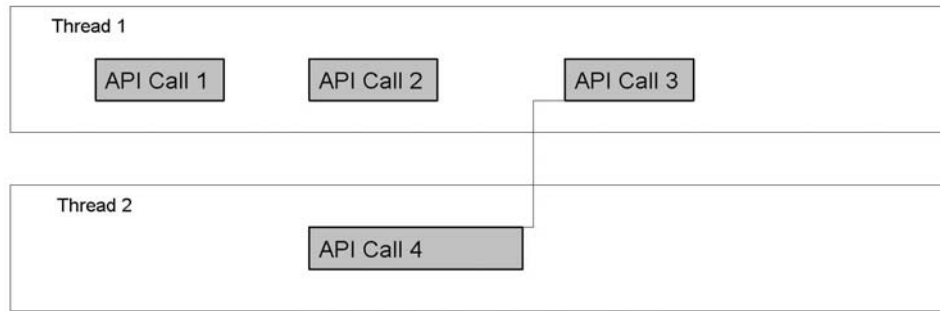 Thread 1
API Call 1 API Call 2 API Call 3
Thread 2
API Call 4